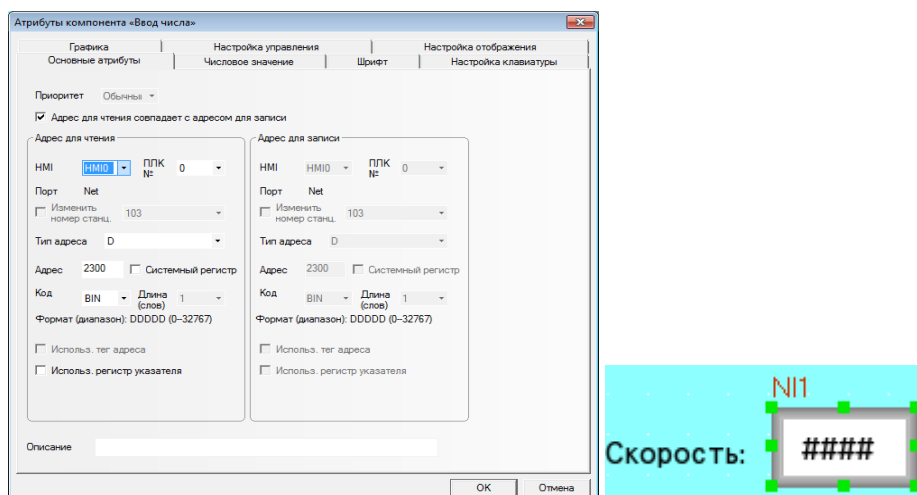 Атрибуты компонента «Ввод числа»
Графика Настройка управления Настройка отображения
Основные атрибуты Числовое значение Шрифт Настройка клавиатуры
Приоритет Обычны
Адрес для чтения совпадает с адресом для записи
Адрес для чтения
HMI HMI0 ПЛК № 0
Порт Net
Изменить номер станц. 103
Тип адреса D
Адрес 2300 Системный регистр
Код BIN Длина (слов) 1
Формат (диапазон): DDDDD (0–32767)
Использ. тег адреса
Использ. регистр указателя
Адрес для записи
HMI HMI0 ПЛК № 0
Порт Net
Изменить номер станц. 103
Тип адреса D
Адрес 2300 Системный регистр
Код BIN Длина (слов) 1
Формат (диапазон): DDDDD (0–32767)
Использ. тег адреса
Использ. регистр указателя
Описание
OK Отмена
NI1
Скорость: ####